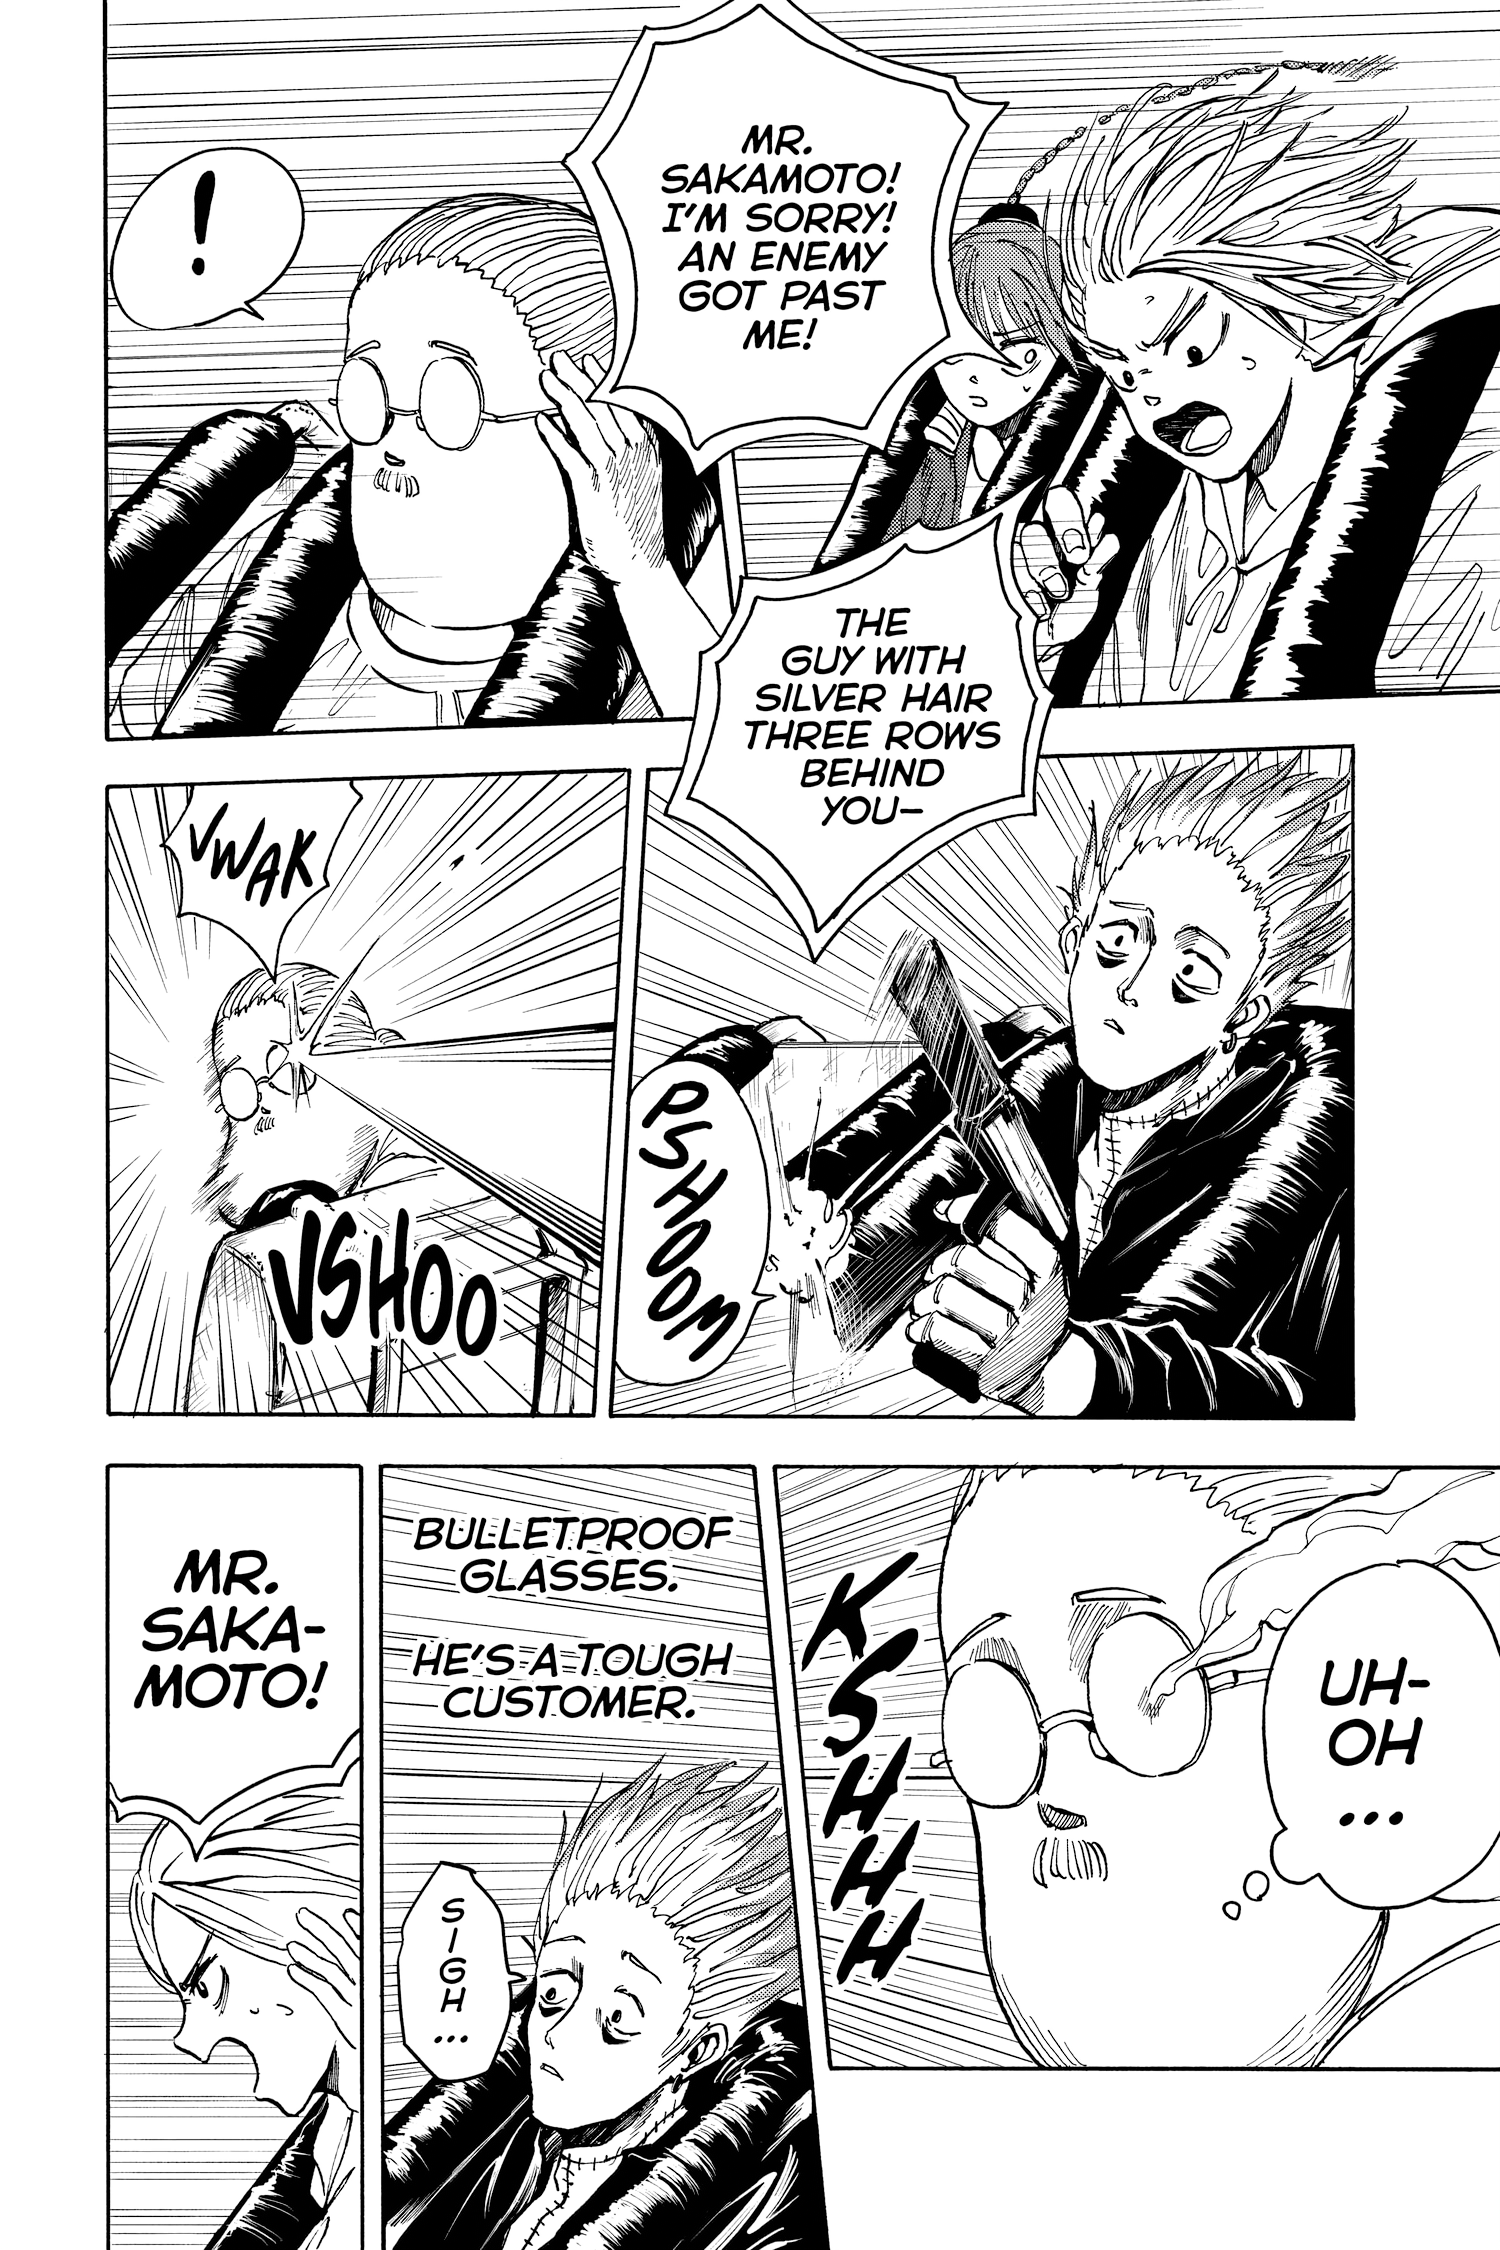 MR.
SAKAMOTO!
I'M SORRY!
AN ENEMY
GOT PAST
ME!
!
THE
GUY WITH
SILVER HAIR
THREE ROWS
BEHIND
YOU–
PSHOOM
VWAK
VSHOO
UH-
OH
...
KSHHHH
BULLETPROOF
GLASSES.
HE'S A TOUGH
CUSTOMER.
SIGH
...
MR.
SAKA-
MOTO!